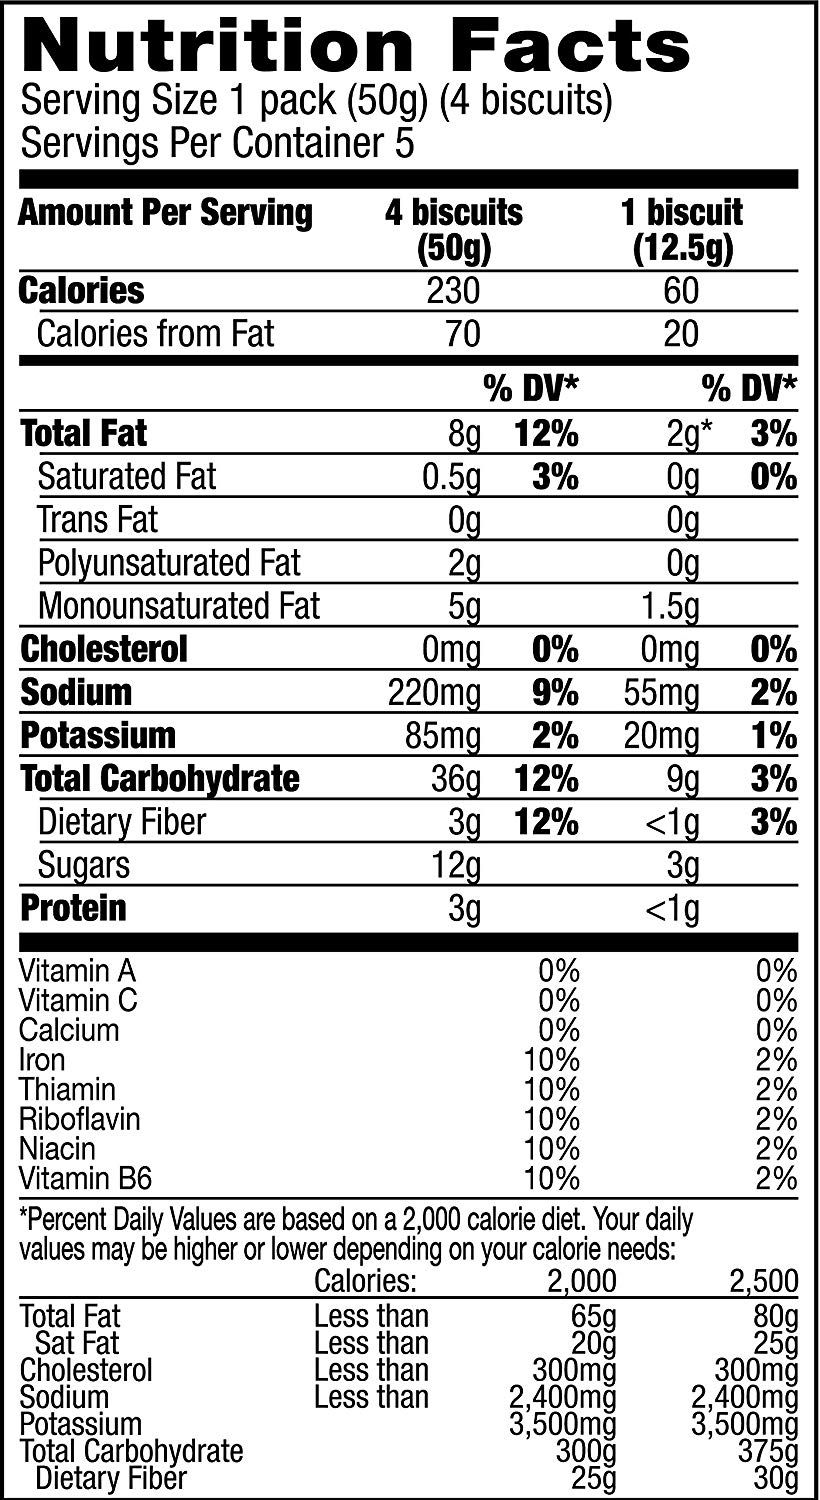 Nutrition Facts
Serving Size 1 pack (50g) (4 biscuits)
Servings Per Container 5
Amount Per Serving 4 biscuits 1 biscuit
(50g) (12.5g)
Calories 230 60
Calories from Fat 70 20
% DV* % DV*
Total Fat 8g 12% 2g* 3%
Saturated Fat 0.5g 3% 0g 0%
Trans Fat 0g 0g
Polyunsaturated Fat 2g 0g
Monounsaturated Fat 5g 1.5g
Cholesterol 0mg 0% 0mg 0%
Sodium 220mg 9% 55mg 2%
Potassium 85mg 2% 20mg 1%
Total Carbohydrate 36g 12% 9g 3%
Dietary Fiber 3g 12% <1g 3%
Sugars 12g 3g
Protein 3g <1g
Vitamin A 0% 0%
Vitamin C 0% 0%
Calcium 0% 0%
Iron 10% 2%
Thiamin 10% 2%
Riboflavin 10% 2%
Niacin 10% 2%
Vitamin B6 10% 2%
*Percent Daily Values are based on a 2,000 calorie diet. Your daily
values may be higher or lower depending on your calorie needs:
Calories: 2,000 2,500
Total Fat Less than 65g 80g
Sat Fat Less than 20g 25g
Cholesterol Less than 300mg 300mg
Sodium Less than 2,400mg 2,400mg
Potassium 3,500mg 3,500mg
Total Carbohydrate 300g 375g
Dietary Fiber 25g 30g